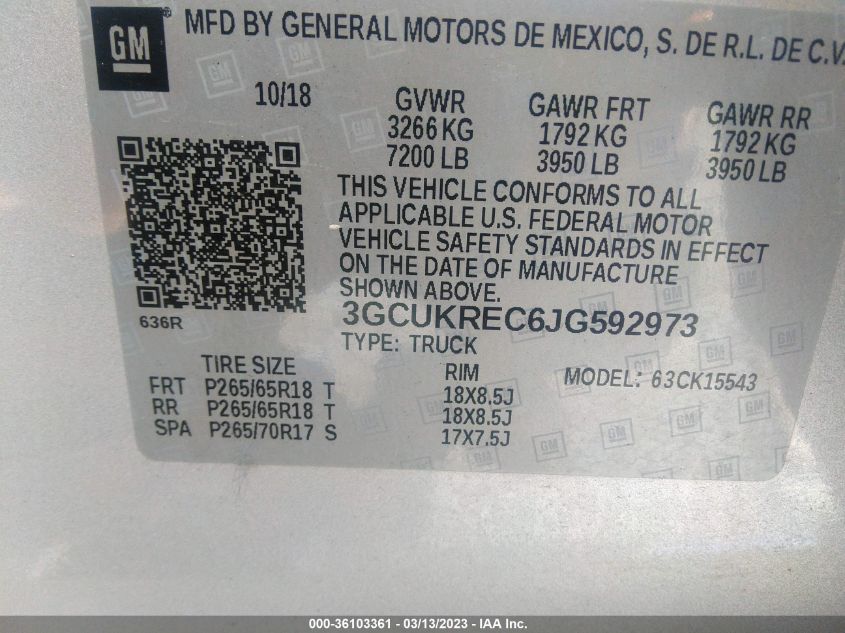 GM
MFD BY GENERAL MOTORS DE MEXICO, S. DE R.L. DE C.V.
10/18
GVWR
3266 KG
7200 LB
GAWR FRT
1792 KG
3950 LB
GAWR RR
1792 KG
3950 LB
THIS VEHICLE CONFORMS TO ALL
APPLICABLE U.S. FEDERAL MOTOR
VEHICLE SAFETY STANDARDS IN EFFECT
ON THE DATE OF MANUFACTURE
SHOWN ABOVE.
636R
3GCUKREC6JG592973
TYPE: TRUCK
TIRE SIZE RIM MODEL: 63CK15543
FRT P265/65R18 T 18X8.5J
RR P265/65R18 T 18X8.5J
SPA P265/70R17 S 17X7.5J
000-36103361 - 03/13/2023 - IAA Inc.